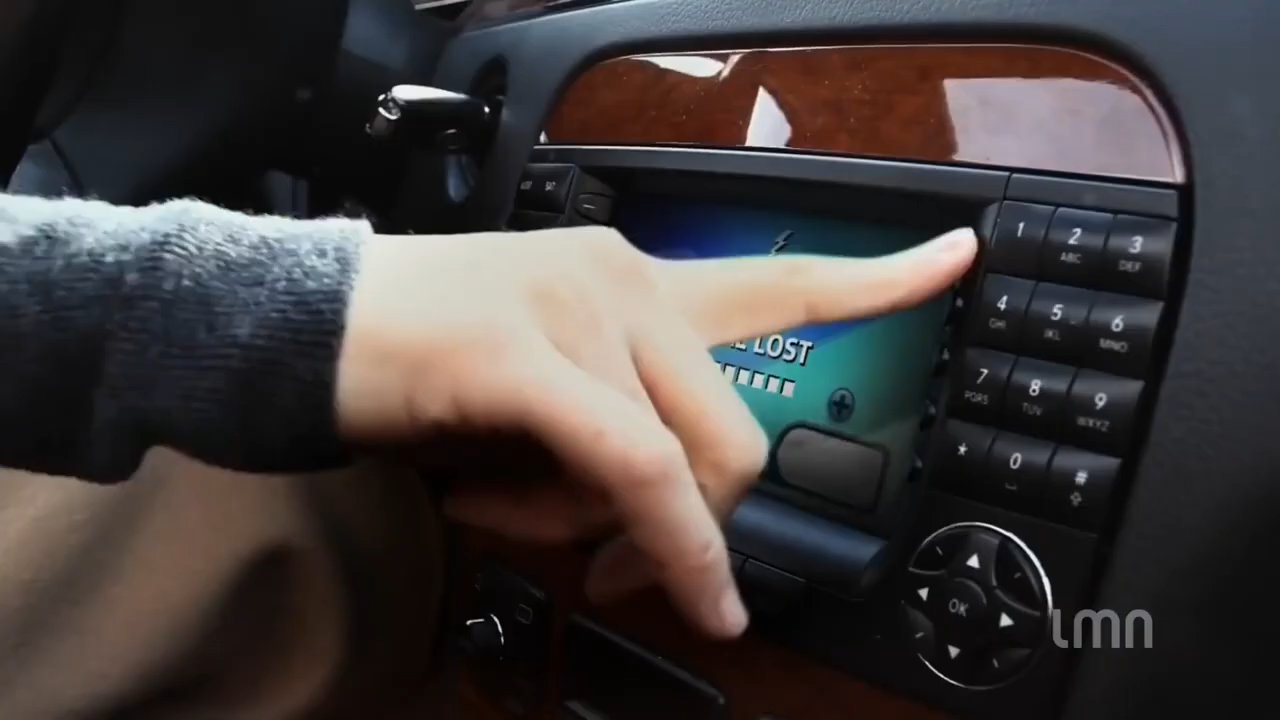 SAT
1 2 ABC 3 DEF
4 GHI 5 JKL 6 MNO
7 PQRS 8 TUV 9 WXYZ
* 0 #
LOST
OK
lmn